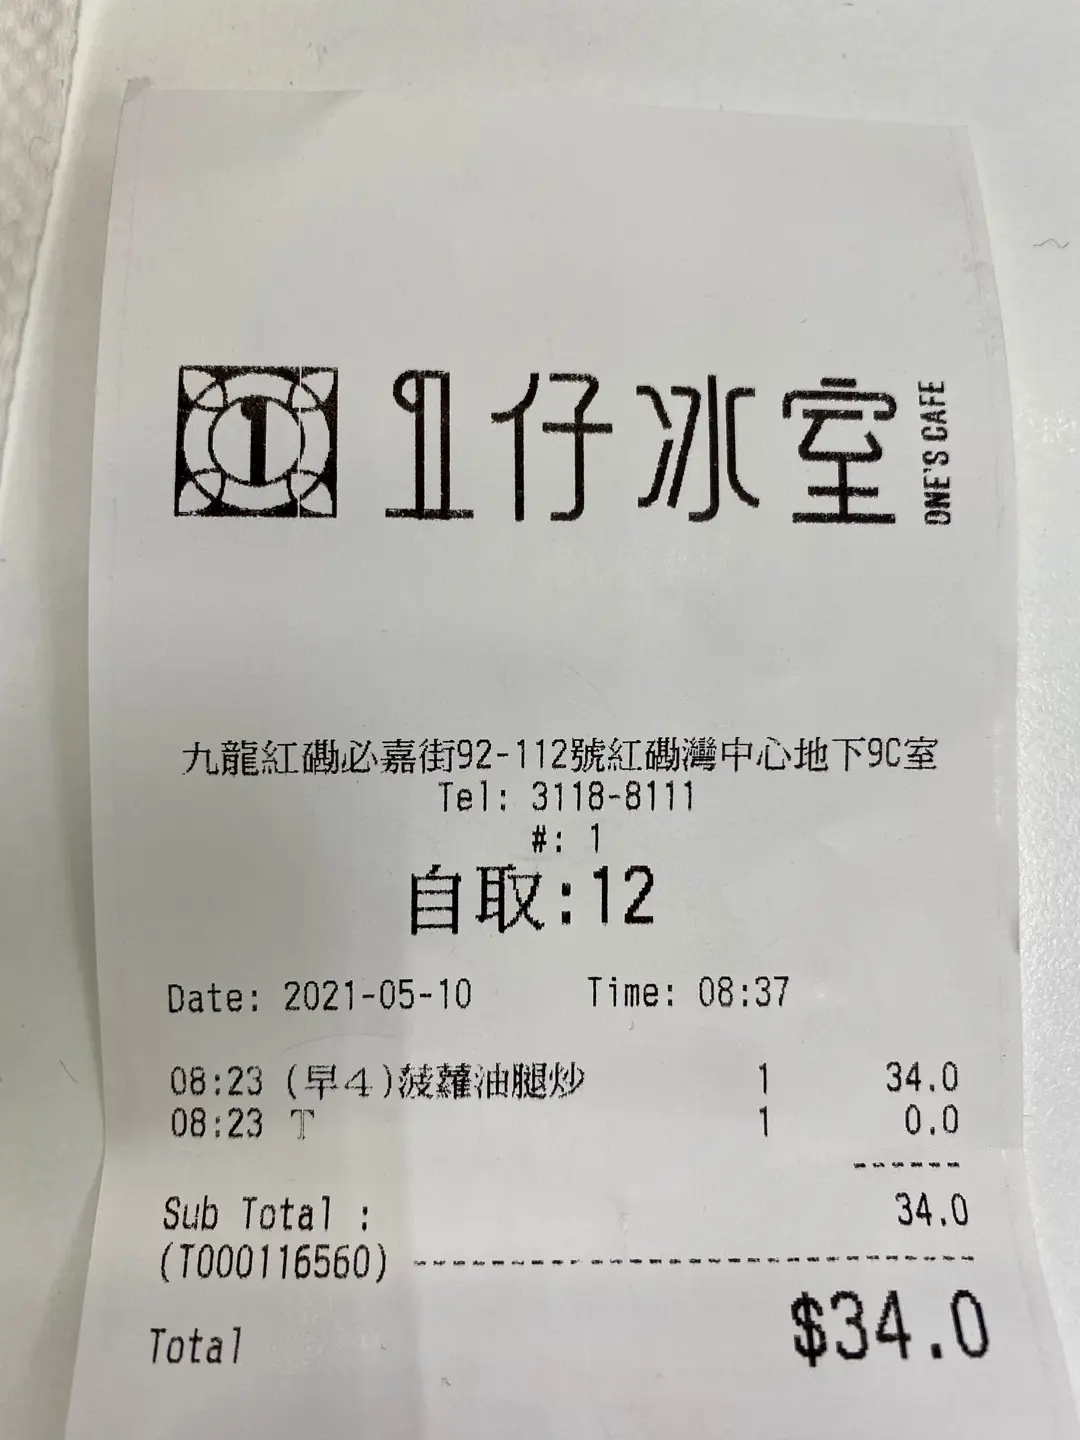 1
1仔冰室 ONE'S CAFE
九龍紅磡必嘉街92-112號紅磡灣中心地下9C室
Tel: 3118-8111
#: 1
自取:12
Date: 2021-05-10 Time: 08:37
08:23 (早4)菠蘿油腿炒 1 34.0
08:23 T 1 0.0
------
Sub Total : 34.0
(T000116560) -----------------------------
Total $34.0